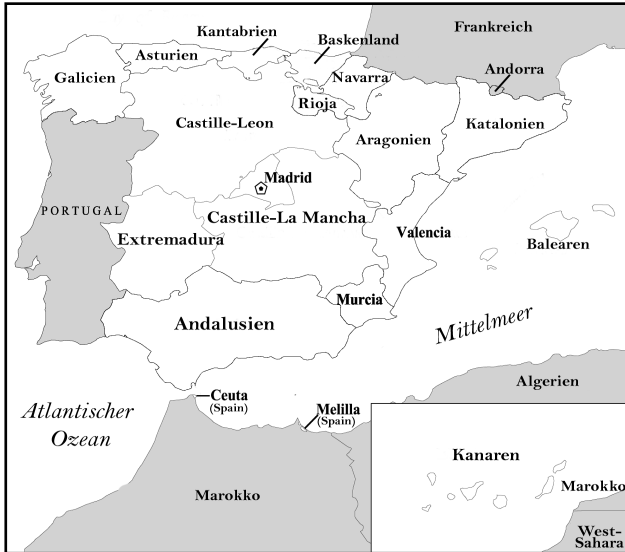 Frankreich
Kantabrien
Baskenland
Asturien
Galicien
Navarra
Andorra
Rioja
Castille-Leon
Aragonien
Katalonien
Madrid
PORTUGAL
Castille-La Mancha
Extremadura
Valencia
Balearen
Murcia
Andalusien
Mittelmeer
Algerien
Ceuta
(Spain)
Melilla
(Spain)
Atlantischer
Ozean
Kanaren
Marokko
Marokko
West-
Sahara